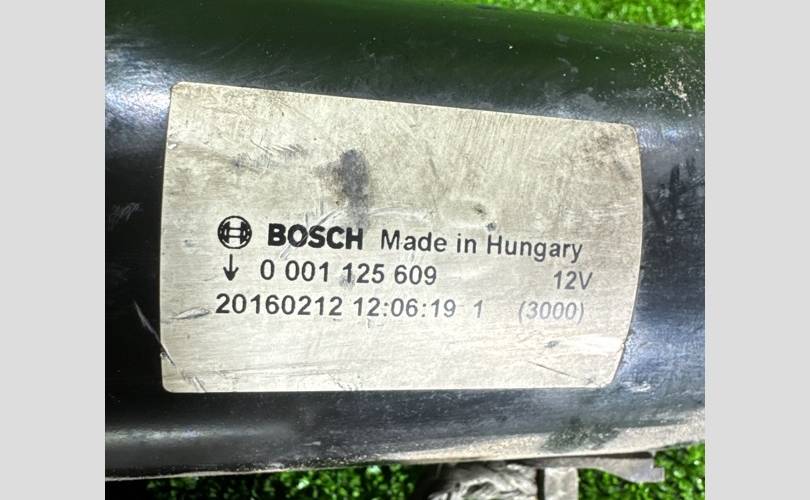 BOSCH Made in Hungary
↓ 0 001 125 609 12V
20160212 12:06:19 1 (3000)